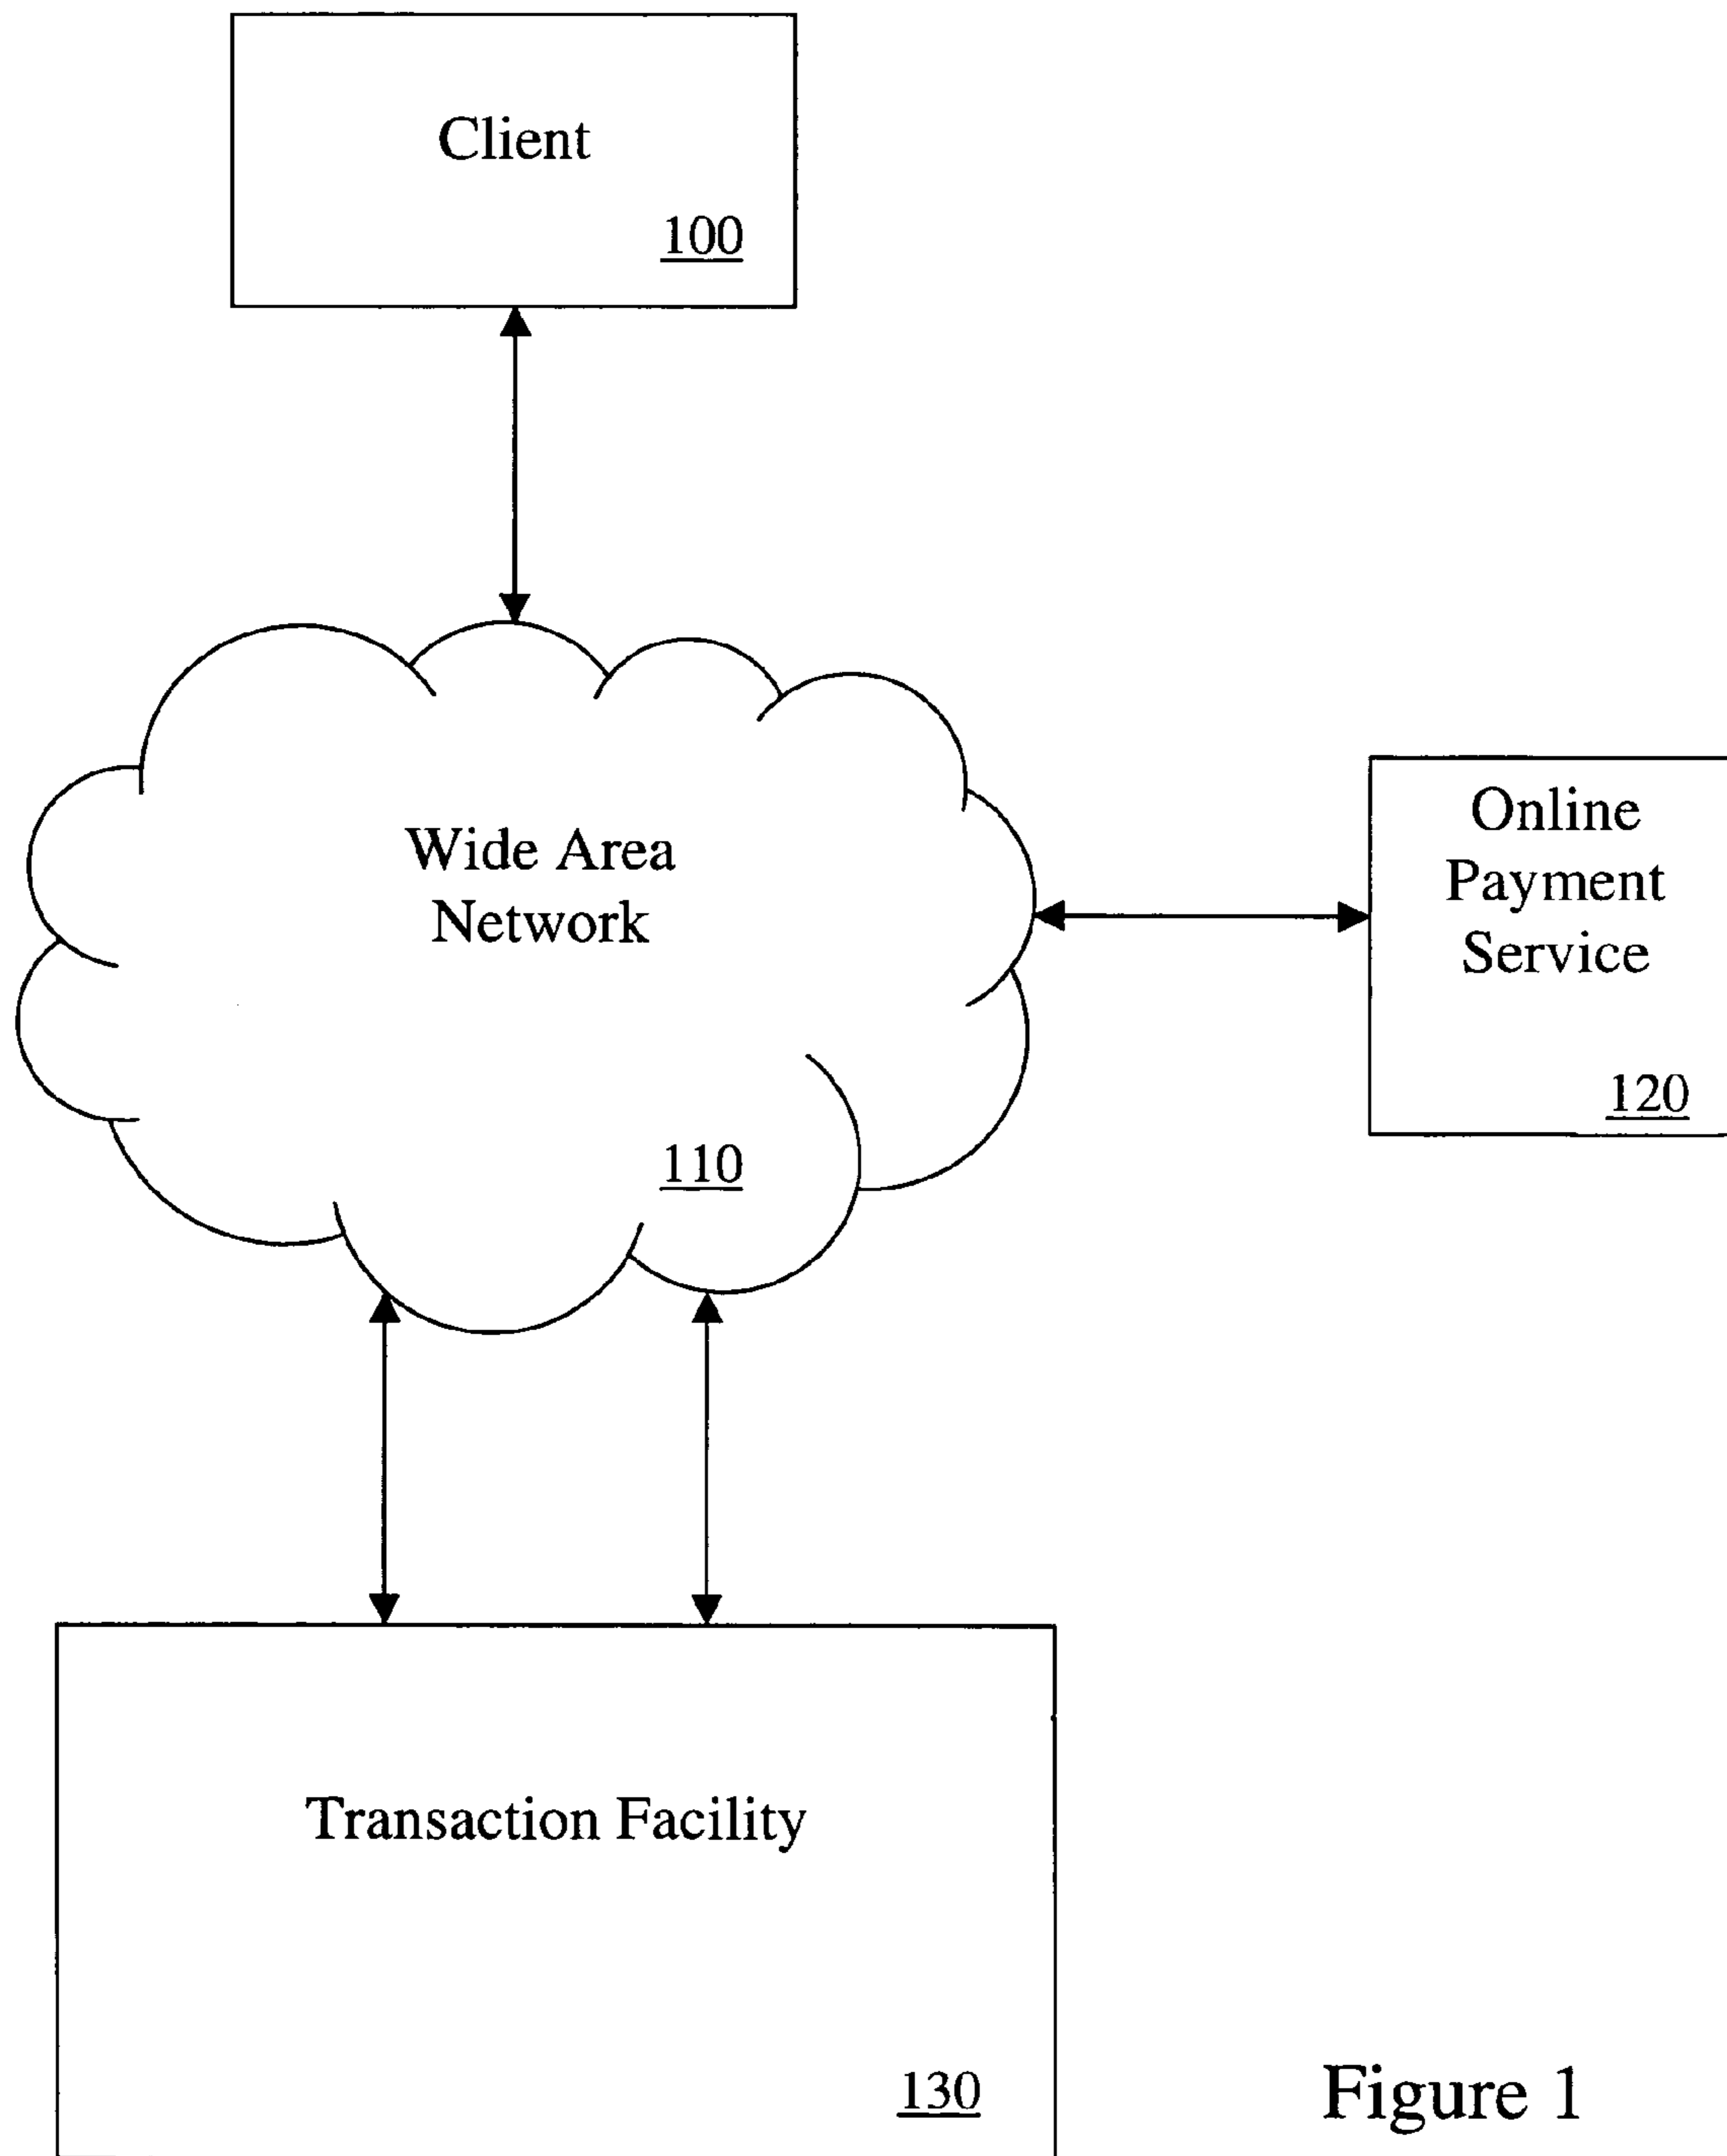 Client
100
Wide Area
Network
110
Online
Payment
Service
120
Transaction Facility
130
Figure 1